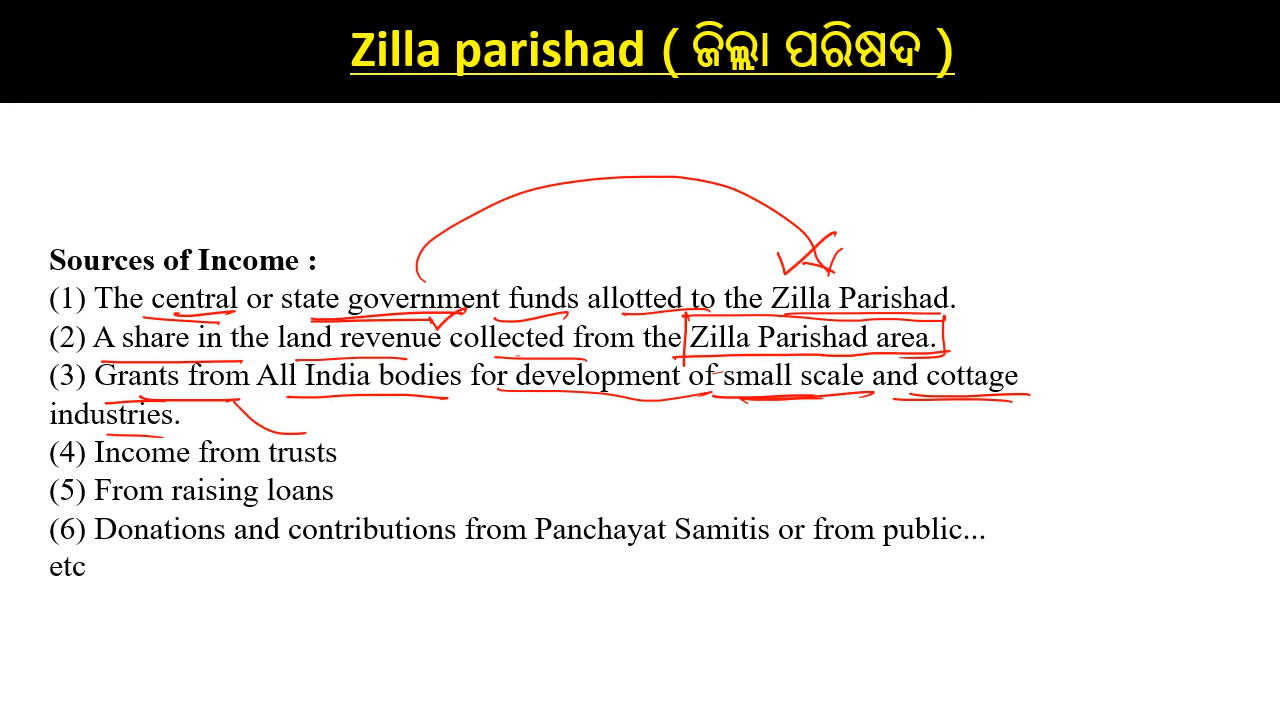 Zilla parishad ( ଜିଲ୍ଲା ପରିଷଦ )
Sources of Income :
(1) The central or state government funds allotted to the Zilla Parishad.
(2) A share in the land revenue collected from the Zilla Parishad area.
(3) Grants from All India bodies for development of small scale and cottage
industries.
(4) Income from trusts
(5) From raising loans
(6) Donations and contributions from Panchayat Samitis or from public...
etc